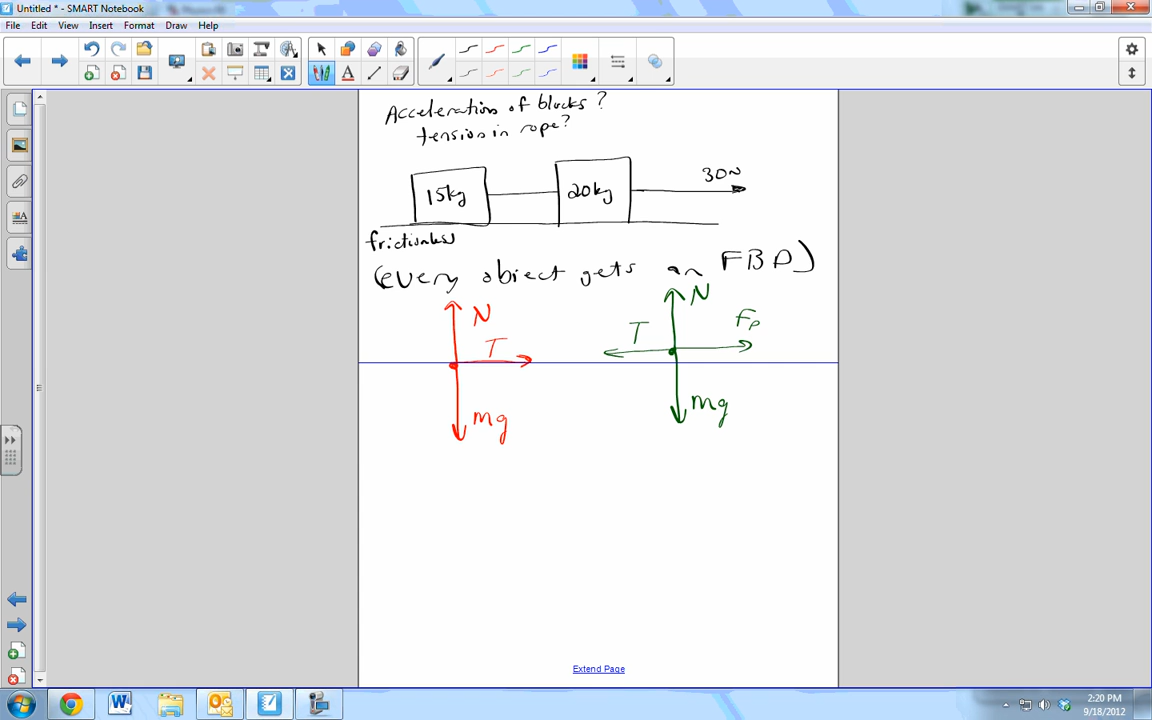 Untitled * - SMART Notebook
File Edit View Insert Format Draw Help
Acceleration of blocks?
tension in rope?
15kg 20kg 30N
frictionless
(every object gets an FBD)
N N
T T Fp
mg mg
Extend Page
2:20 PM
9/18/2012